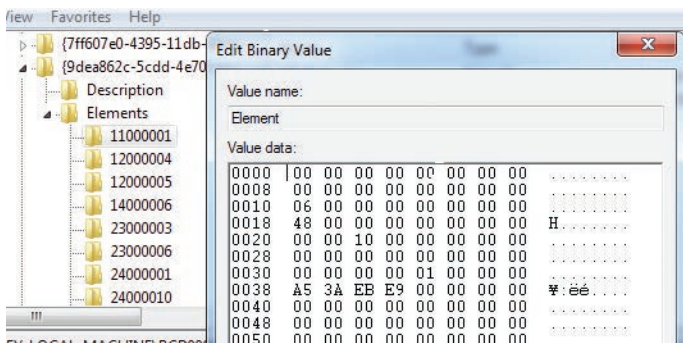 View Favorites Help
{7ff607e0-4395-11db-
{9dea862c-5cdd-4e70
Description
Elements
11000001
12000004
12000005
14000006
23000003
23000006
24000001
24000010
Edit Binary Value
Value name:
Element
Value data:
0000 00 00 00 00 00 00 00 00 ........
0008 00 00 00 00 00 00 00 00 ........
0010 06 00 00 00 00 00 00 00 ........
0018 48 00 00 00 00 00 00 00 H.......
0020 00 00 10 00 00 00 00 00 ........
0028 00 00 00 00 00 00 00 00 ........
0030 00 00 00 00 01 00 00 00 ........
0038 A5 3A EB E9 00 00 00 00 ¥:ëé....
0040 00 00 00 00 00 00 00 00 ........
0048 00 00 00 00 00 00 00 00 ........
0050 00 00 00 00 00 00 00 00